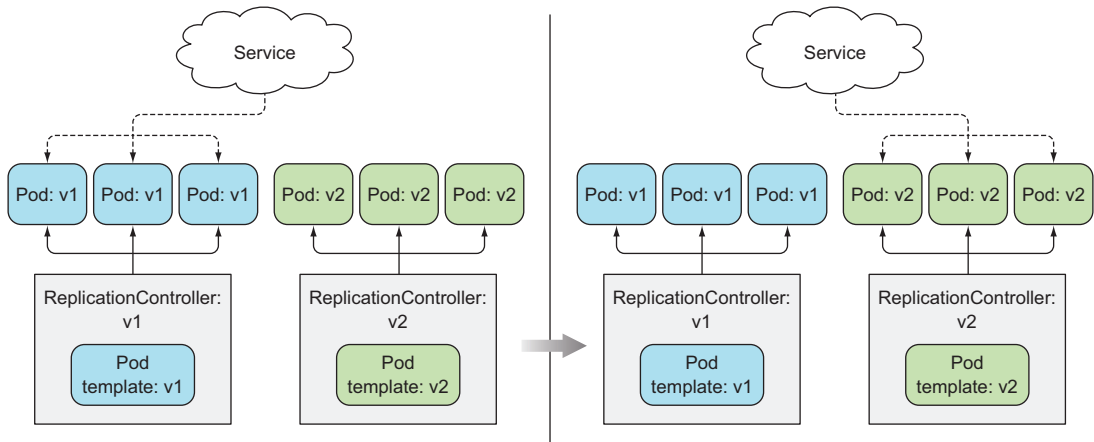 Service
Service
Pod: v1 Pod: v1 Pod: v1 Pod: v2 Pod: v2 Pod: v2
Pod: v1 Pod: v1 Pod: v1 Pod: v2 Pod: v2 Pod: v2
ReplicationController:
v1
Pod
template: v1
ReplicationController:
v2
Pod
template: v2
ReplicationController:
v1
Pod
template: v1
ReplicationController:
v2
Pod
template: v2